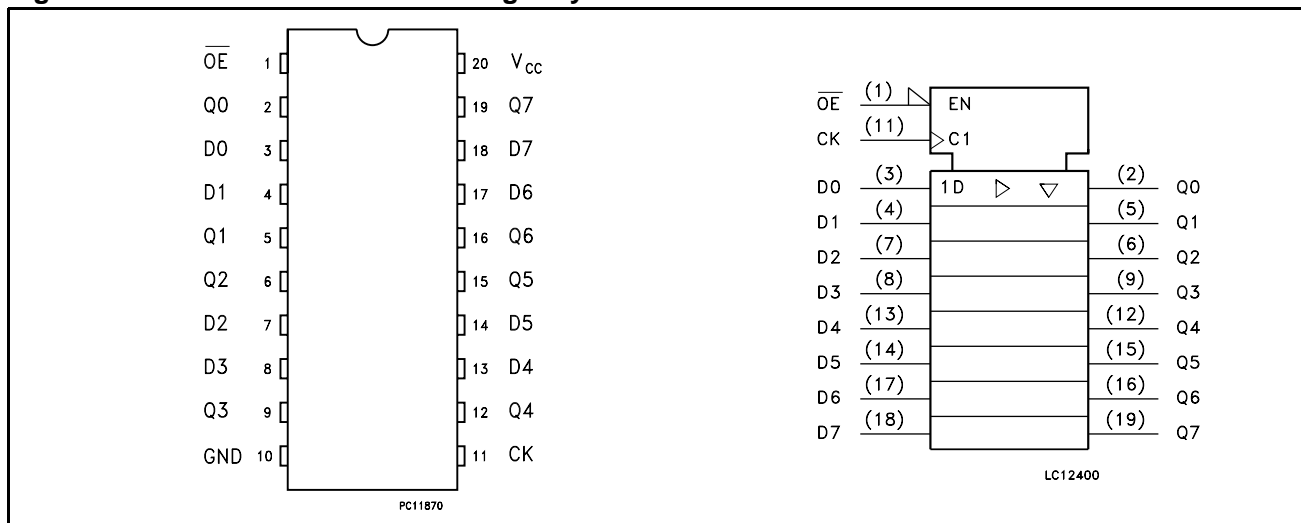 O̅E̅ 1 20 VCC
Q0 2 19 Q7
D0 3 18 D7
D1 4 17 D6
Q1 5 16 Q6
Q2 6 15 Q5
D2 7 14 D5
D3 8 13 D4
Q3 9 12 Q4
GND 10 11 CK
PC11870
O̅E̅ (1) EN
CK (11) C1
D0 (3) 1D (2) Q0
D1 (4) (5) Q1
D2 (7) (6) Q2
D3 (8) (9) Q3
D4 (13) (12) Q4
D5 (14) (15) Q5
D6 (17) (16) Q6
D7 (18) (19) Q7
LC12400